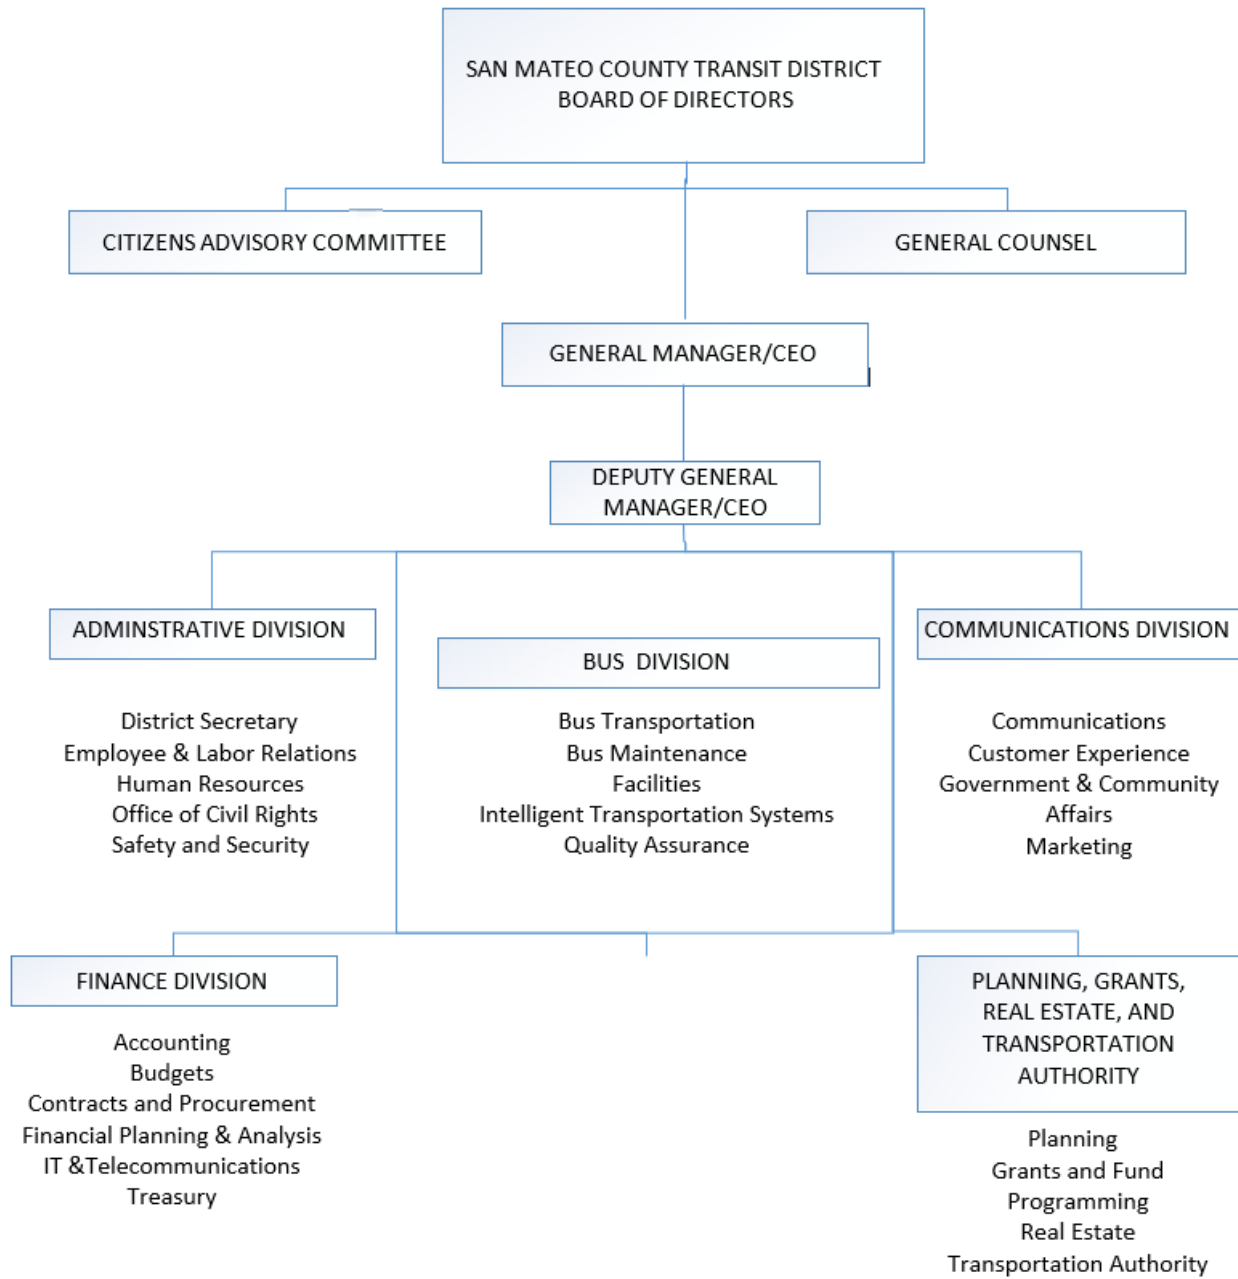 SAN MATEO COUNTY TRANSIT DISTRICT
BOARD OF DIRECTORS
CITIZENS ADVISORY COMMITTEE
GENERAL COUNSEL
GENERAL MANAGER/CEO
DEPUTY GENERAL
MANAGER/CEO
ADMINSTRATIVE DIVISION
District Secretary
Employee & Labor Relations
Human Resources
Office of Civil Rights
Safety and Security
BUS DIVISION
Bus Transportation
Bus Maintenance
Facilities
Intelligent Transportation Systems
Quality Assurance
COMMUNICATIONS DIVISION
Communications
Customer Experience
Government & Community
Affairs
Marketing
FINANCE DIVISION
Accounting
Budgets
Contracts and Procurement
Financial Planning & Analysis
IT &Telecommunications
Treasury
PLANNING, GRANTS,
REAL ESTATE, AND
TRANSPORTATION
AUTHORITY
Planning
Grants and Fund
Programming
Real Estate
Transportation Authority